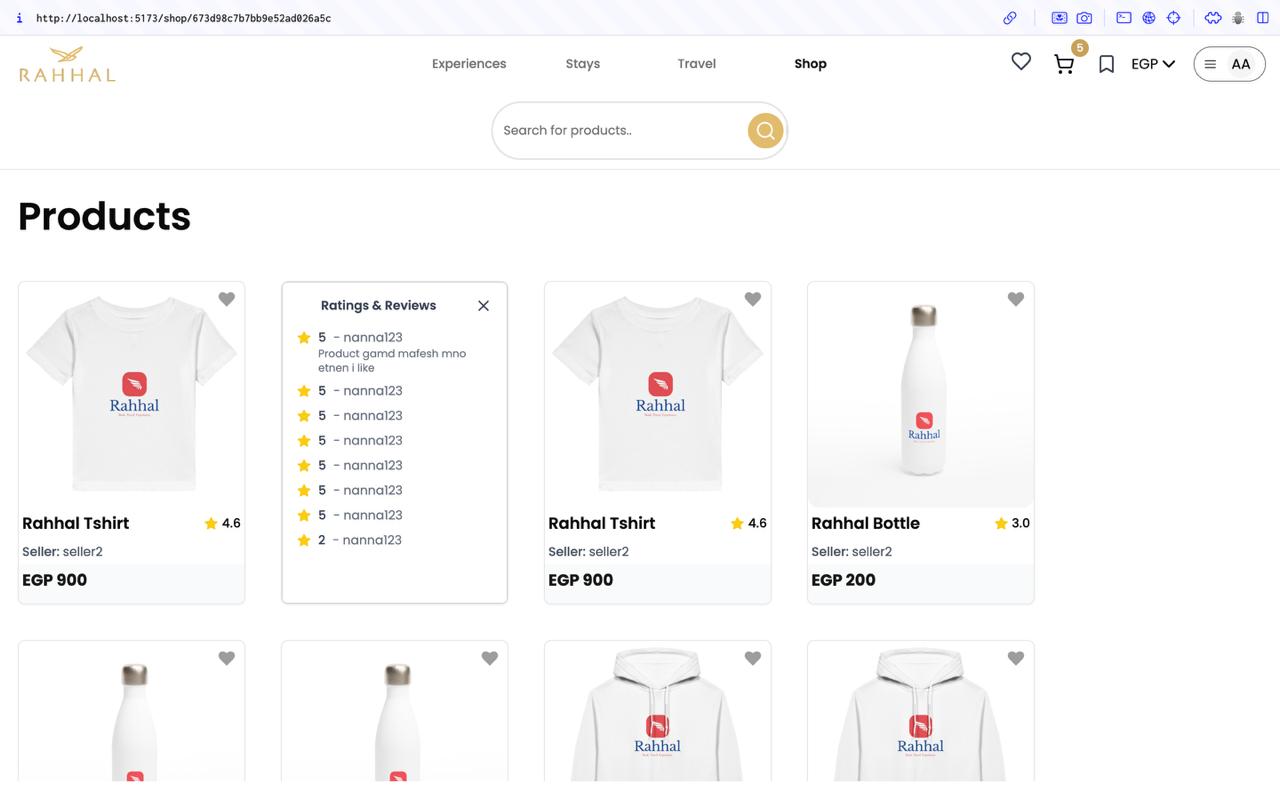 http://localhost:5173/shop/673d98c7b7bb9e52ad026a5c
RAHHAL
Experiences
Stays
Travel
Shop
5
EGP
AA
Search for products..
Products
Rahhal
Rahhal Tshirt
4.6
Seller: seller2
EGP 900
Ratings & Reviews
5 - nanna123
Product gamd mafesh mno
etnen i like
5 - nanna123
5 - nanna123
5 - nanna123
5 - nanna123
5 - nanna123
5 - nanna123
2 - nanna123
Rahhal
Rahhal Tshirt
4.6
Seller: seller2
EGP 900
Rahhal
Rahhal Bottle
3.0
Seller: seller2
EGP 200
Rahhal
Rahhal